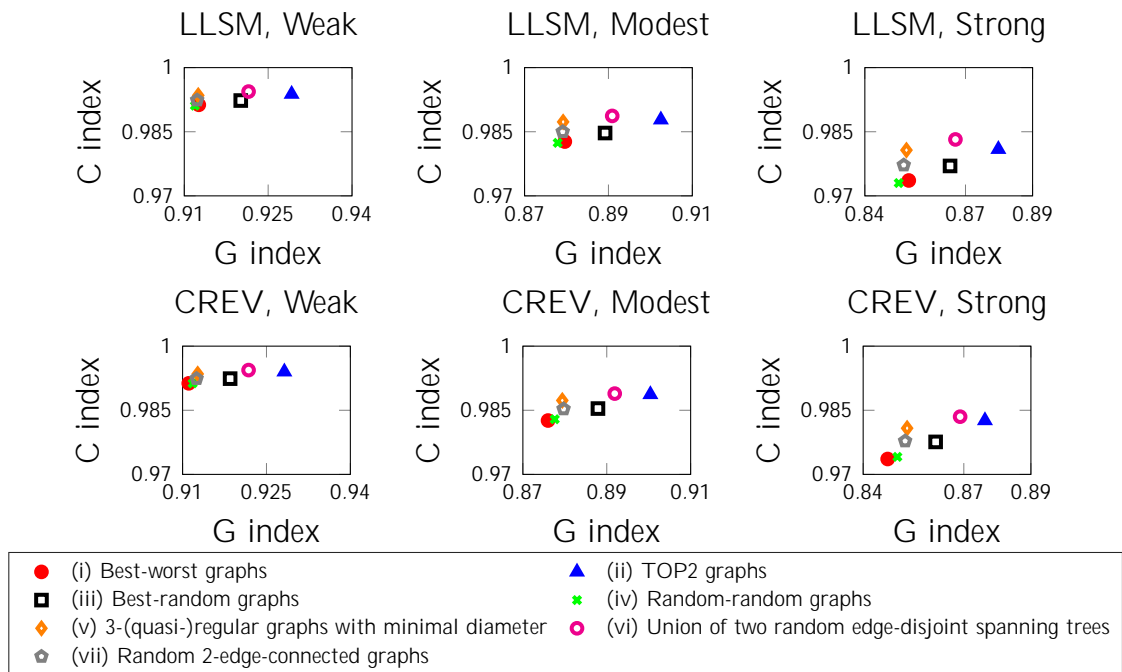 LLSM, Weak
LLSM, Modest
LLSM, Strong
C index
1
0.985
0.97
0.91
0.925
0.94
G index
C index
1
0.985
0.97
0.87
0.89
0.91
G index
C index
1
0.985
0.97
0.84
0.87
0.89
G index
CREV, Weak
CREV, Modest
CREV, Strong
C index
1
0.985
0.97
0.91
0.925
0.94
G index
C index
1
0.985
0.97
0.87
0.89
0.91
G index
C index
1
0.985
0.97
0.84
0.87
0.89
G index
(i) Best-worst graphs
(ii) TOP2 graphs
(iii) Best-random graphs
(iv) Random-random graphs
(v) 3-(quasi-)regular graphs with minimal diameter
(vi) Union of two random edge-disjoint spanning trees
(vii) Random 2-edge-connected graphs